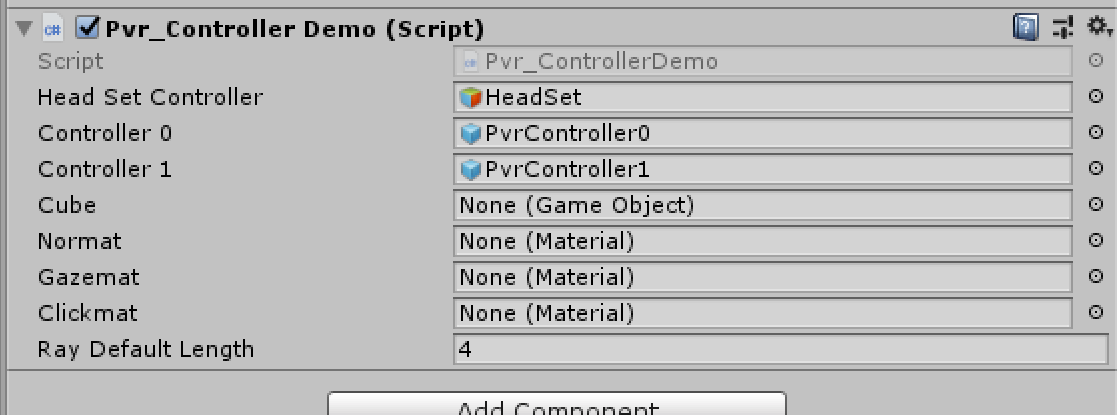 Pvr_Controller Demo (Script)
Script Pvr_ControllerDemo
Head Set Controller HeadSet
Controller 0 PvrController0
Controller 1 PvrController1
Cube None (Game Object)
Normat None (Material)
Gazemat None (Material)
Clickmat None (Material)
Ray Default Length 4
Add Component